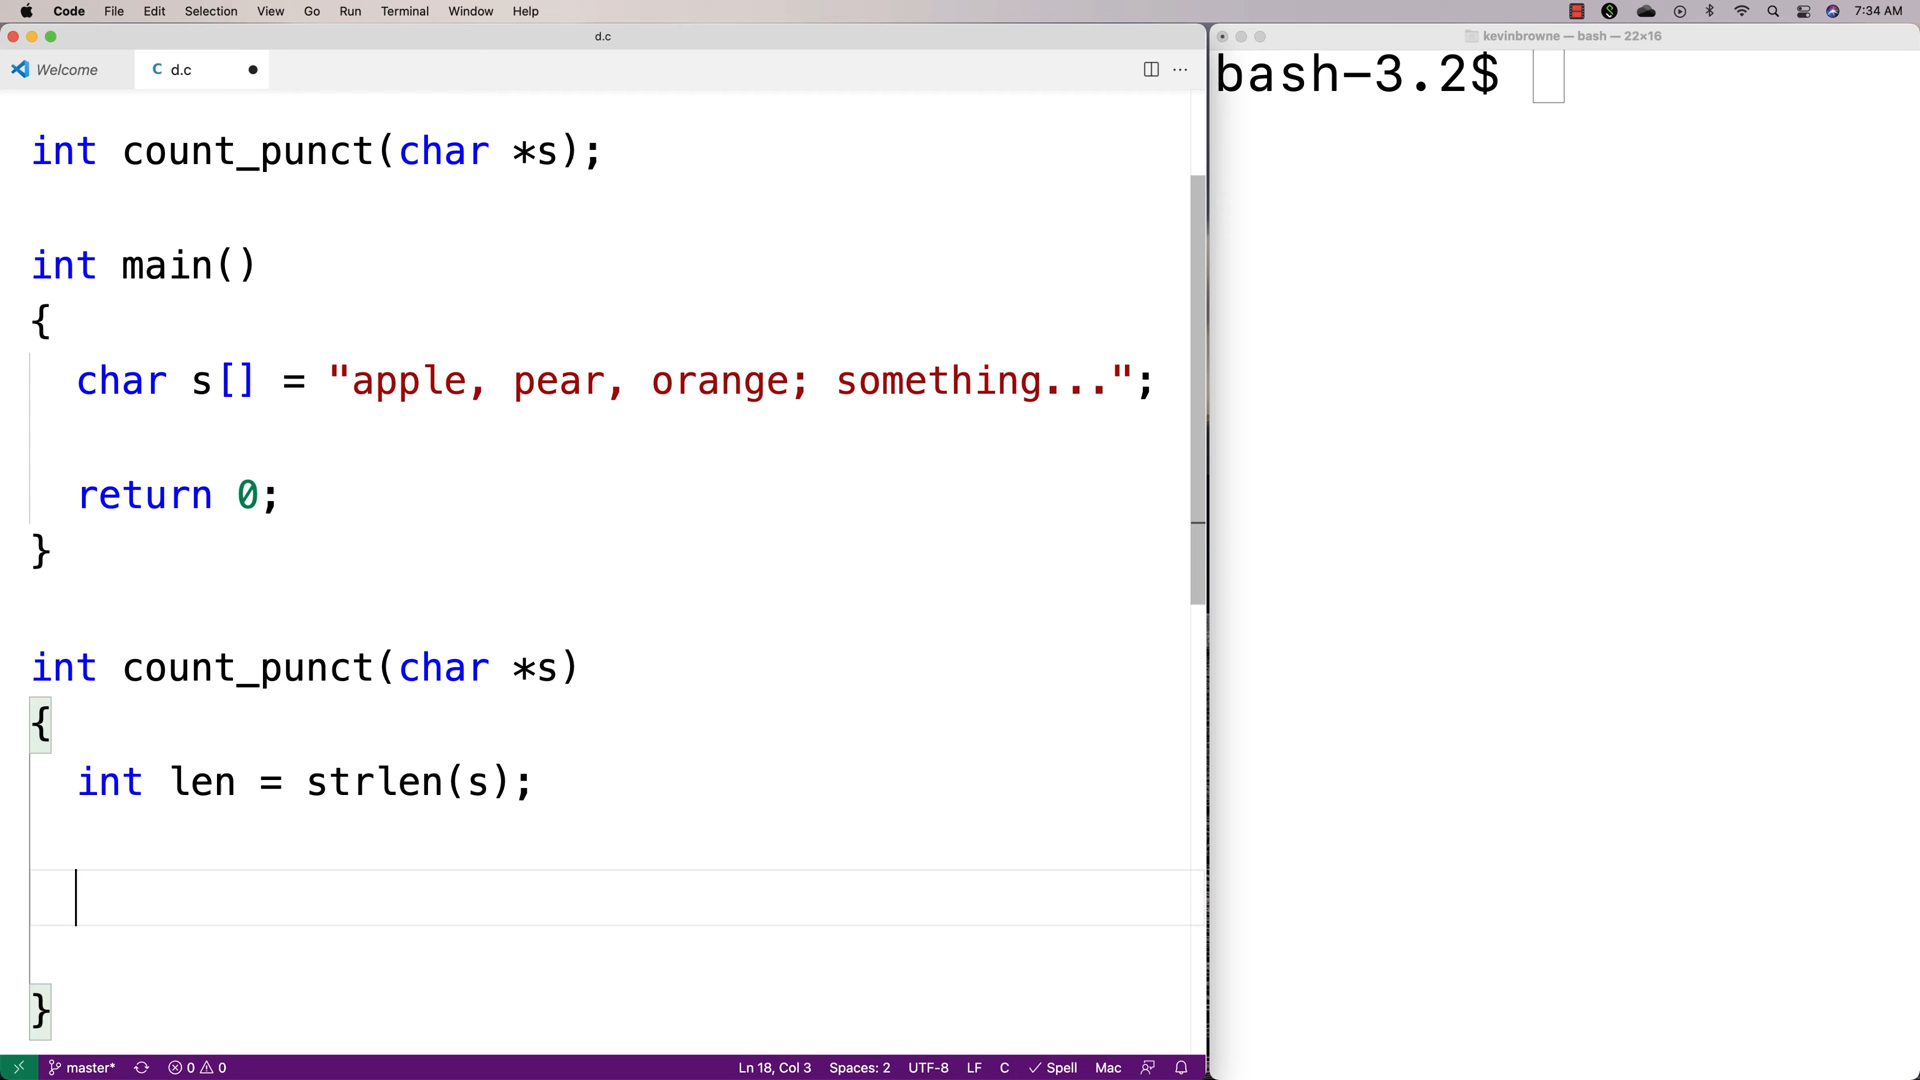 Code File Edit Selection View Go Run Terminal Window Help 7:34 AM
d.c
kevinbrowne — bash — 22×16
Welcome
C d.c
bash-3.2$
int count_punct(char *s);
int main()
{
char s[] = "apple, pear, orange; something...";
return 0;
}
int count_punct(char *s)
{
int len = strlen(s);
}
master* 0 0 Ln 18, Col 3 Spaces: 2 UTF-8 LF C Spell Mac